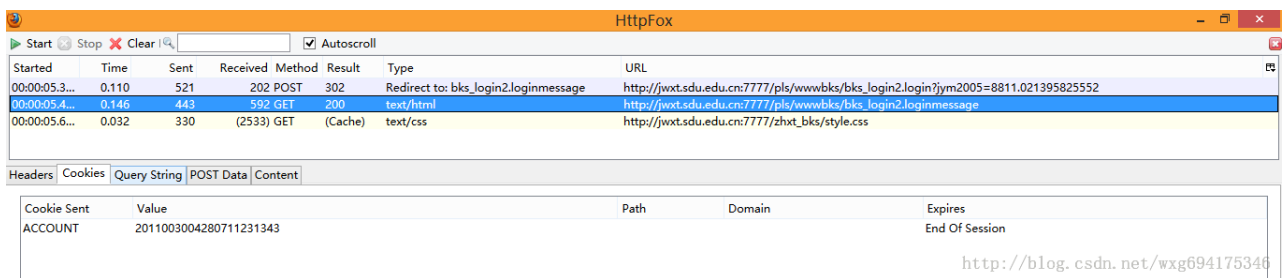 HttpFox
Start Stop Clear Autoscroll
Started Time Sent Received Method Result Type URL
00:00:05.3... 0.110 521 202 POST 302 Redirect to: bks_login2.loginmessage http://jwxt.sdu.edu.cn:7777/pls/wwwbks/bks_login2.login?jym2005=8811.021395825552
00:00:05.4... 0.146 443 592 GET 200 text/html http://jwxt.sdu.edu.cn:7777/pls/wwwbks/bks_login2.loginmessage
00:00:05.6... 0.032 330 (2533) GET (Cache) text/css http://jwxt.sdu.edu.cn:7777/zhxt_bks/style.css
Headers Cookies Query String POST Data Content
Cookie Sent Value Path Domain Expires
ACCOUNT 2011003004280711231343 End Of Session
http://blog.csdn.net/wxg694175346